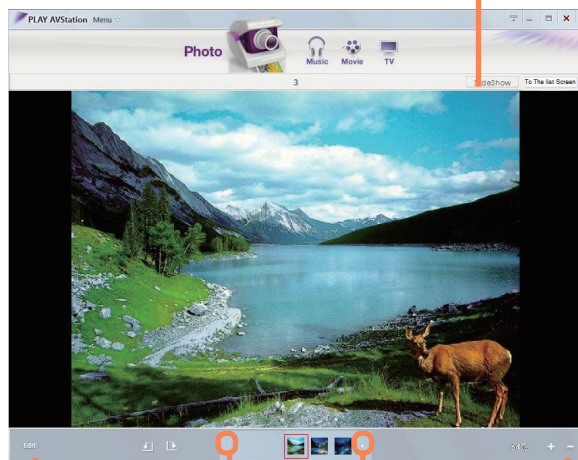 PLAY AVStation Menu
Photo
Music Movie TV
3
SlideShow To The list Screen
Edit